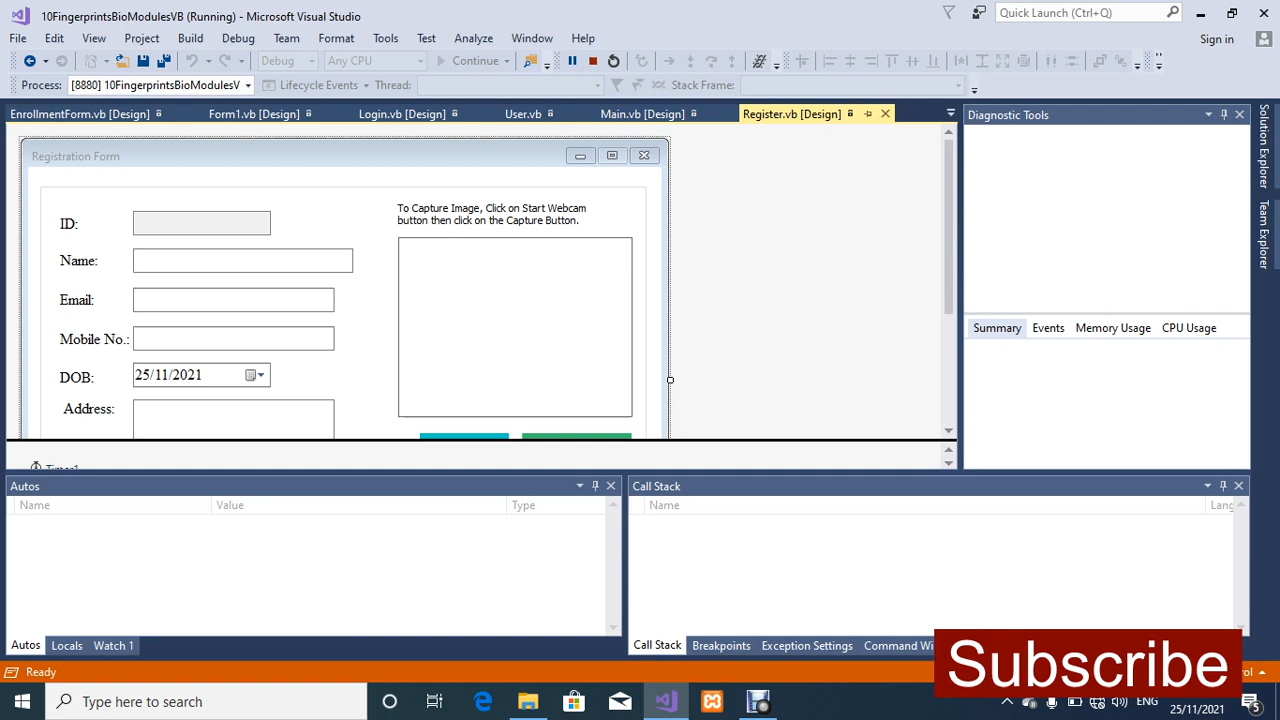 10FingerprintsBioModulesVB (Running) - Microsoft Visual Studio
Quick Launch (Ctrl+Q)
File Edit View Project Build Debug Team Format Tools Test Analyze Window Help
Sign in
Debug Any CPU Continue
Process: [8880] 10FingerprintsBioModulesV Lifecycle Events Thread: Stack Frame:
EnrollmentForm.vb [Design] Form1.vb [Design] Login.vb [Design] User.vb Main.vb [Design] Register.vb [Design]
Diagnostic Tools
Solution Explorer
Team Explorer
Registration Form
To Capture Image, Click on Start Webcam
button then click on the Capture Button.
ID:
Name:
Email:
Mobile No.:
DOB: 25/11/2021
Address:
Summary Events Memory Usage CPU Usage
Timer1
Autos
Name Value Type
Call Stack
Name Lang
Autos Locals Watch 1
Call Stack Breakpoints Exception Settings Command Wi
Subscribe
Ready
Type here to search
ENG
25/11/2021
5